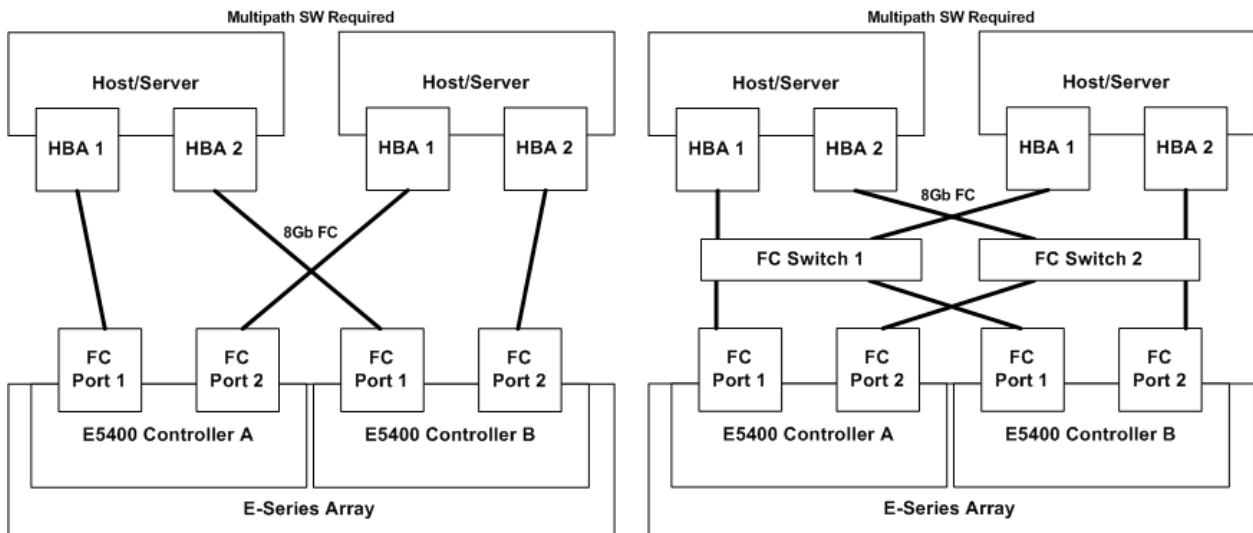 Multipath SW Required
Host/Server
Host/Server
HBA 1
HBA 2
HBA 1
HBA 2
8Gb FC
FC
Port 1
FC
Port 2
FC
Port 1
FC
Port 2
E5400 Controller A
E5400 Controller B
E-Series Array
Multipath SW Required
Host/Server
Host/Server
HBA 1
HBA 2
HBA 1
HBA 2
8Gb FC
FC Switch 1
FC Switch 2
FC
Port 1
FC
Port 2
FC
Port 1
FC
Port 2
E5400 Controller A
E5400 Controller B
E-Series Array